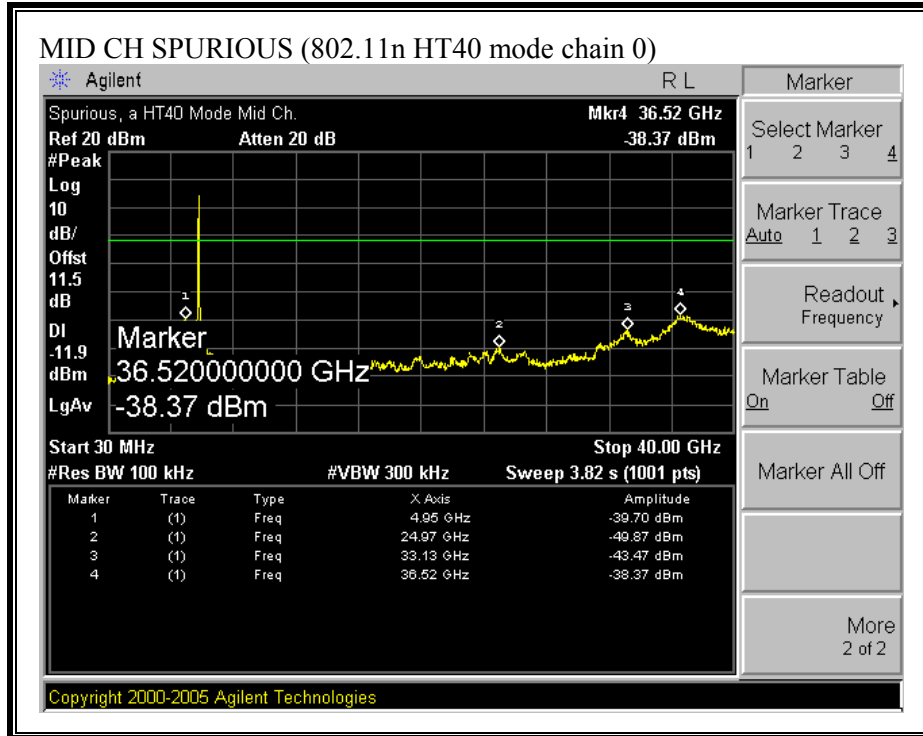 MID CH SPURIOUS (802.11n HT40 mode chain 0)
Agilent R L
Spurious, a HT40 Mode Mid Ch. Mkr4 36.52 GHz
Ref 20 dBm Atten 20 dB -38.37 dBm
#Peak
Log
10
dB/
Offst
11.5
dB
DI
-11.9
dBm
LgAv
1
2
3
4
Marker
36.520000000 GHz
-38.37 dBm
Start 30 MHz Stop 40.00 GHz
#Res BW 100 kHz #VBW 300 kHz Sweep 3.82 s (1001 pts)
Marker Trace Type X Axis Amplitude
1 (1) Freq 4.95 GHz -39.70 dBm
2 (1) Freq 24.97 GHz -49.87 dBm
3 (1) Freq 33.13 GHz -43.47 dBm
4 (1) Freq 36.52 GHz -38.37 dBm
Marker
Select Marker
1 2 3 4
Marker Trace
Auto 1 2 3
Readout
Frequency
Marker Table
On Off
Marker All Off
More
2 of 2
Copyright 2000-2005 Agilent Technologies